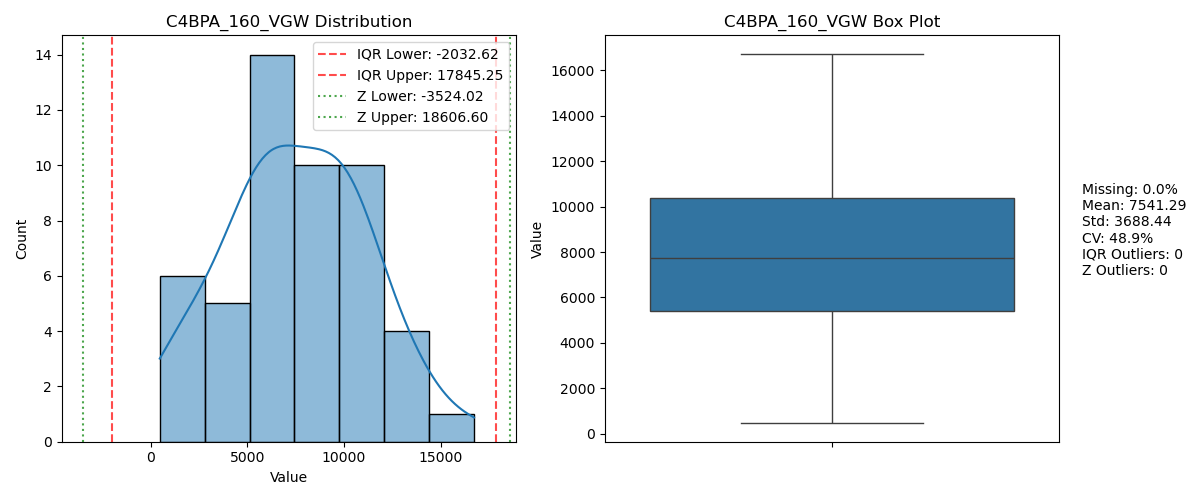 C4BPA_160_VGW Distribution
IQR Lower: -2032.62
IQR Upper: 17845.25
Z Lower: -3524.02
Z Upper: 18606.60
14
12
10
8
6
4
2
0
Count
0 5000 10000 15000
Value
C4BPA_160_VGW Box Plot
16000
14000
12000
10000
8000
6000
4000
2000
0
Value
Missing: 0.0%
Mean: 7541.29
Std: 3688.44
CV: 48.9%
IQR Outliers: 0
Z Outliers: 0